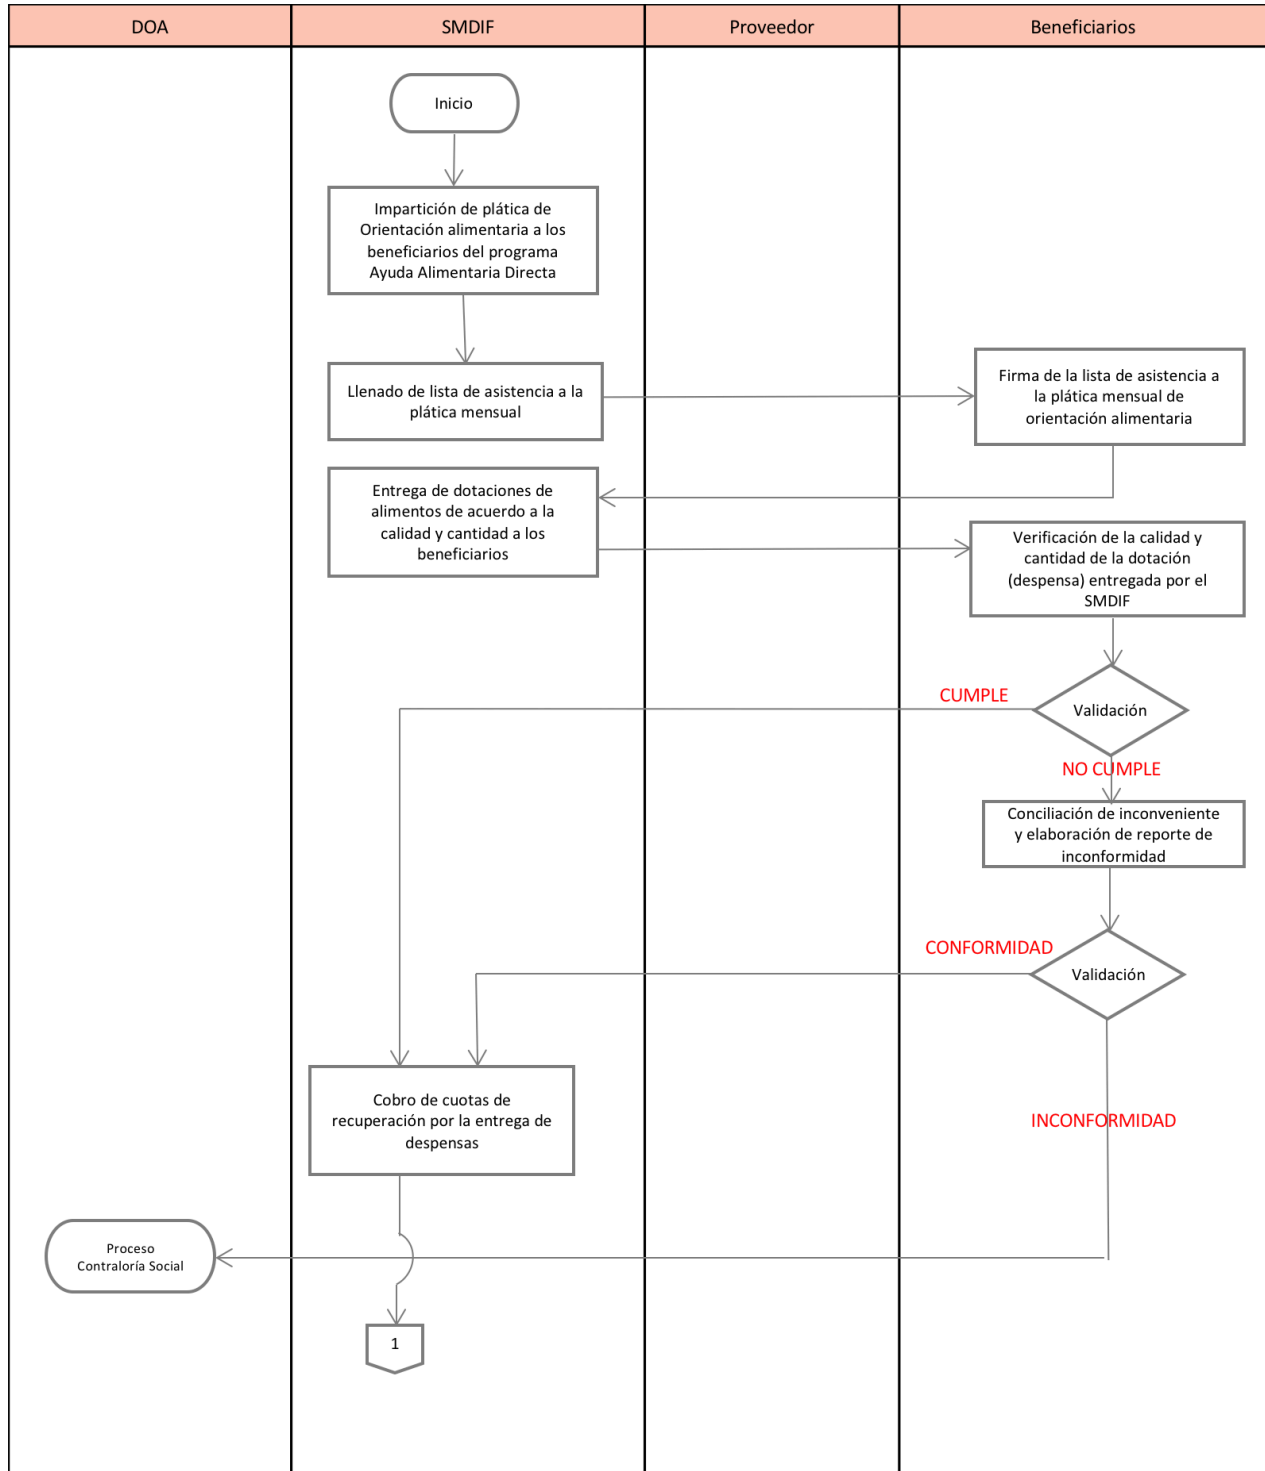 DOA
SMDIF
Proveedor
Beneficiarios
Inicio
Impartición de plática de
Orientación alimentaria a los
beneficiarios del programa
Ayuda Alimentaria Directa
Llenado de lista de asistencia a la
plática mensual
Firma de la lista de asistencia a
la plática mensual de
orientación alimentaria
Entrega de dotaciones de
alimentos de acuerdo a la
calidad y cantidad a los
beneficiarios
Verificación de la calidad y
cantidad de la dotación
(despensa) entregada por el
SMDIF
CUMPLE
Validación
NO CUMPLE
Conciliación de inconveniente
y elaboración de reporte de
inconformidad
CONFORMIDAD
Validación
Cobro de cuotas de
recuperación por la entrega de
despensas
INCONFORMIDAD
Proceso
Contraloría Social
1